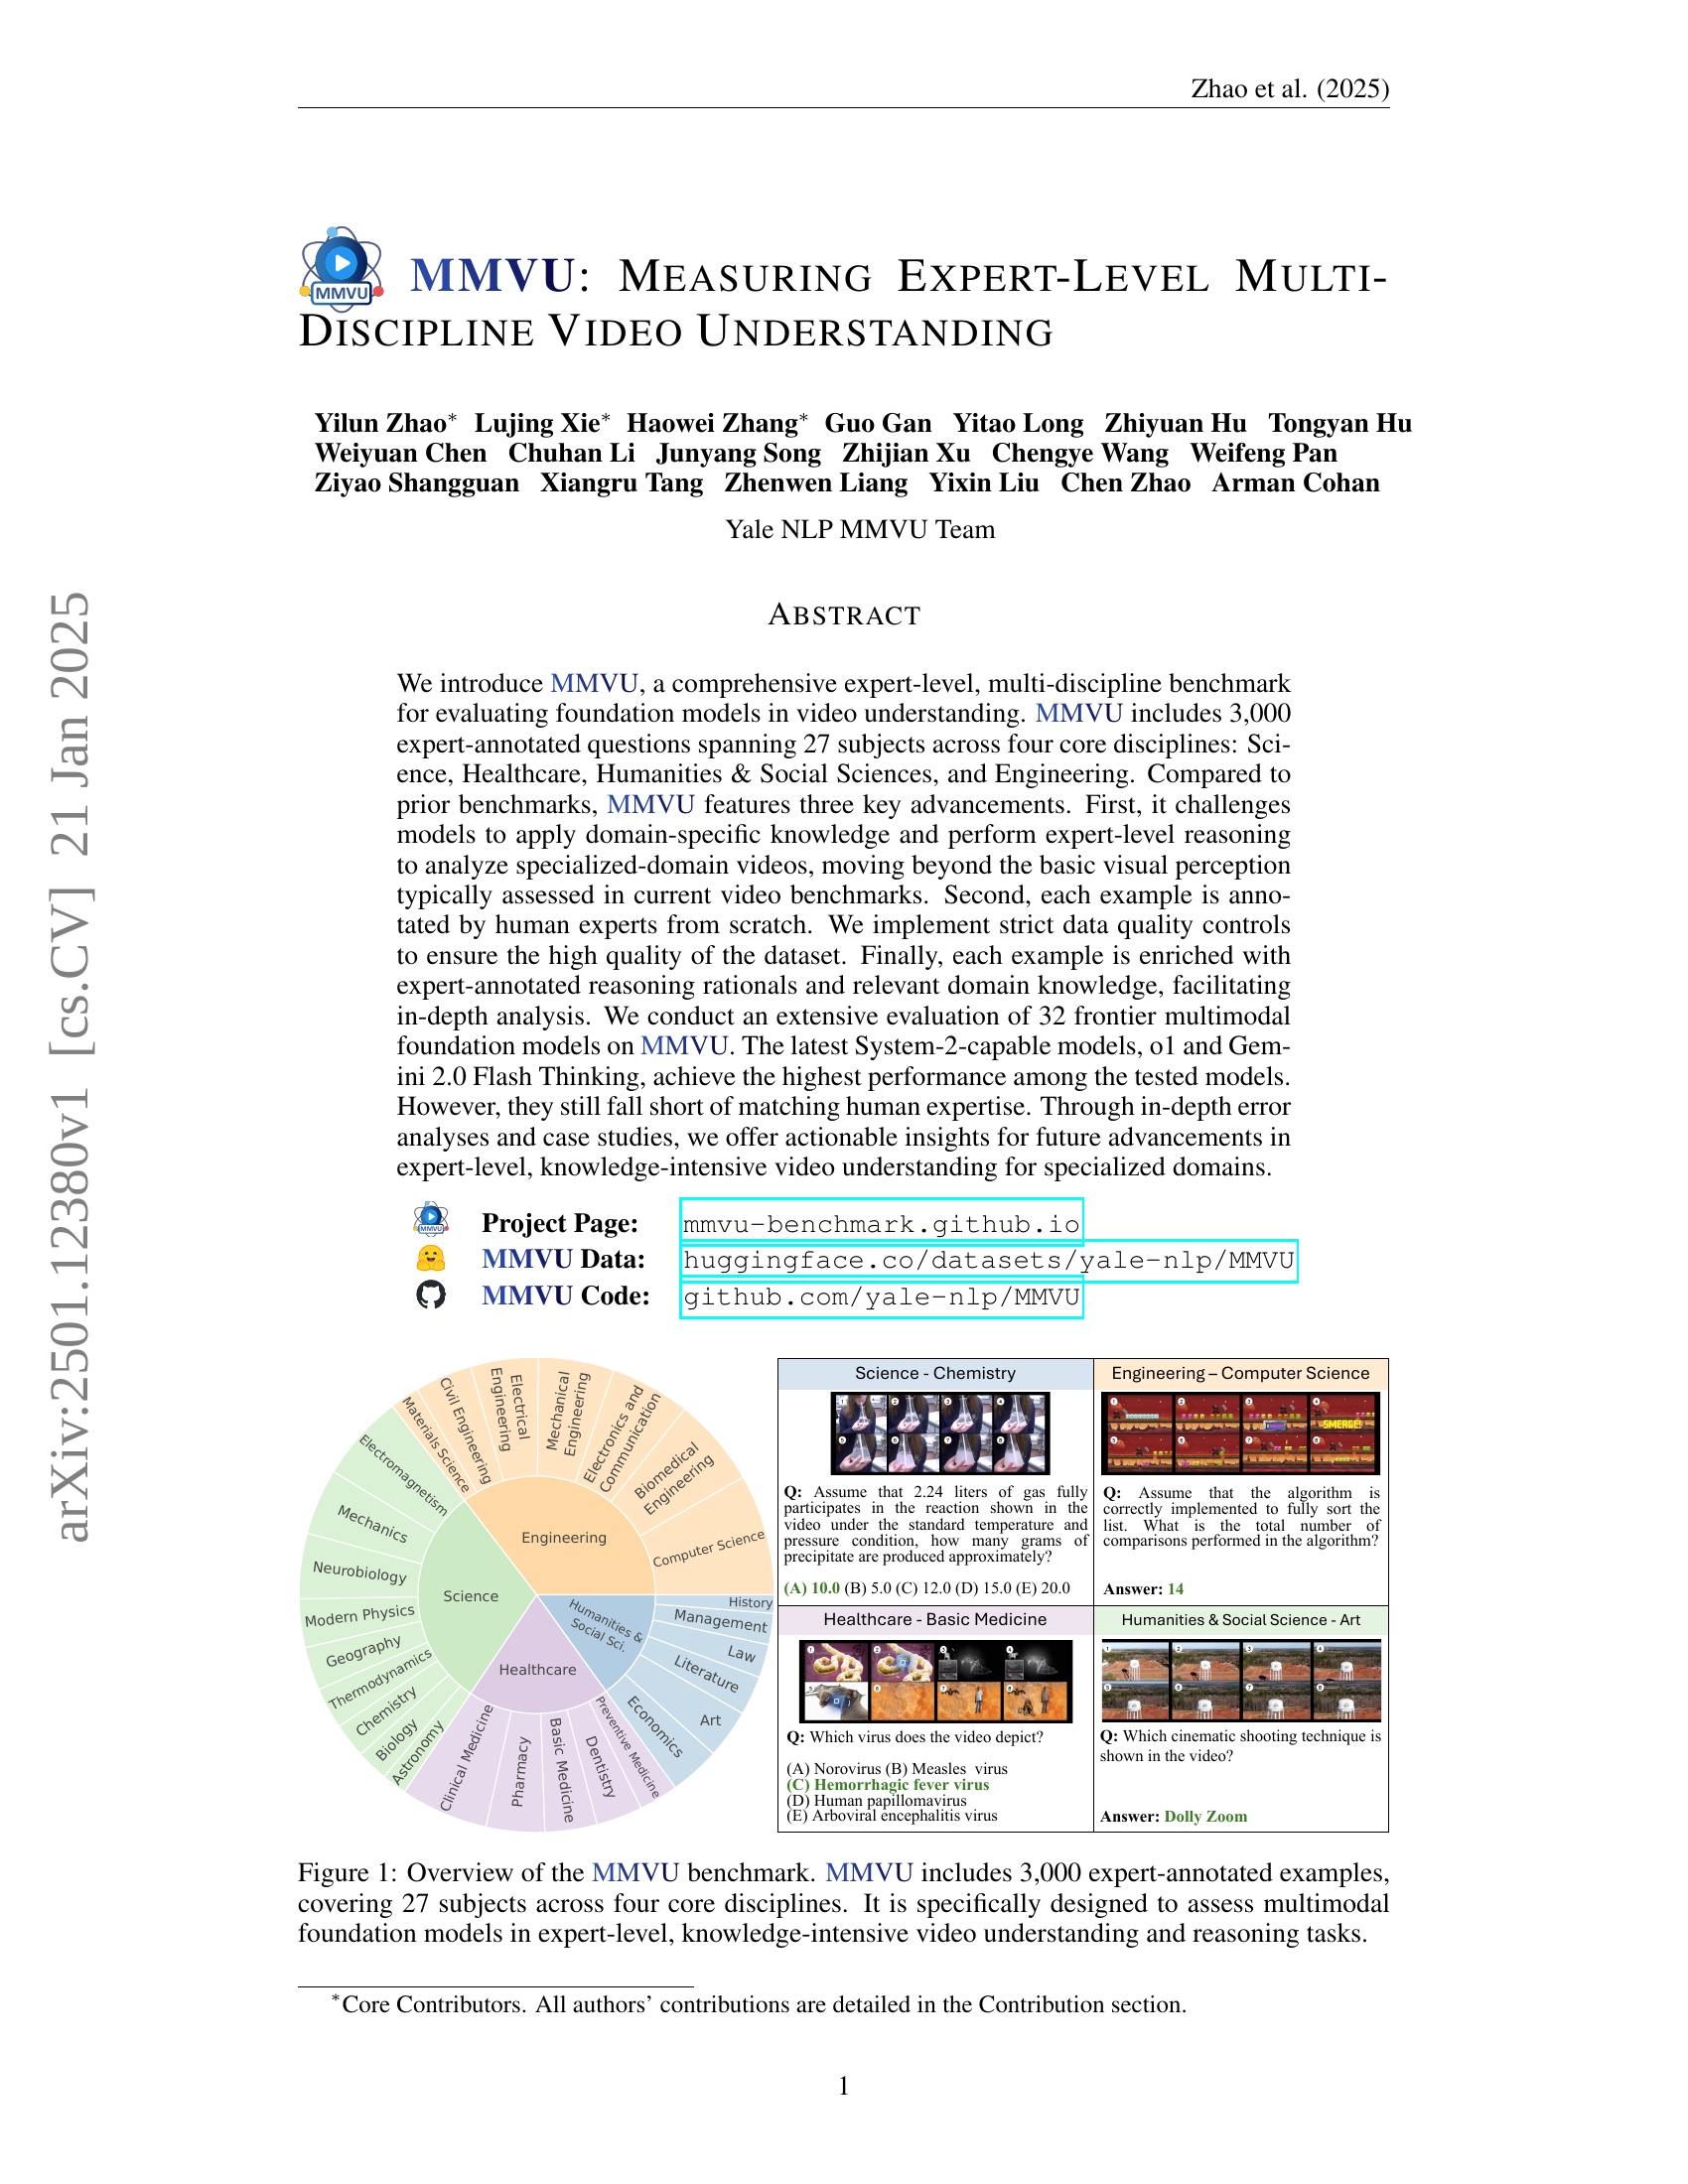 Zhao et al. (2025)
MMVU: MEASURING EXPERT-LEVEL MULTI-
DISCIPLINE VIDEO UNDERSTANDING
Yilun Zhao* Lujing Xie* Haowei Zhang* Guo Gan Yitao Long Zhiyuan Hu Tongyan Hu
Weiyuan Chen Chuhan Li Junyang Song Zhijian Xu Chengye Wang Weifeng Pan
Ziyao Shangguan Xiangru Tang Zhenwen Liang Yixin Liu Chen Zhao Arman Cohan
Yale NLP MMVU Team
ABSTRACT
We introduce MMVU, a comprehensive expert-level, multi-discipline benchmark
for evaluating foundation models in video understanding. MMVU includes 3,000
expert-annotated questions spanning 27 subjects across four core disciplines: Sci-
ence, Healthcare, Humanities & Social Sciences, and Engineering. Compared to
prior benchmarks, MMVU features three key advancements. First, it challenges
models to apply domain-specific knowledge and perform expert-level reasoning
to analyze specialized-domain videos, moving beyond the basic visual perception
typically assessed in current video benchmarks. Second, each example is anno-
tated by human experts from scratch. We implement strict data quality controls
to ensure the high quality of the dataset. Finally, each example is enriched with
expert-annotated reasoning rationals and relevant domain knowledge, facilitating
in-depth analysis. We conduct an extensive evaluation of 32 frontier multimodal
foundation models on MMVU. The latest System-2-capable models, o1 and Gem-
ini 2.0 Flash Thinking, achieve the highest performance among the tested models.
However, they still fall short of matching human expertise. Through in-depth error
analyses and case studies, we offer actionable insights for future advancements in
expert-level, knowledge-intensive video understanding for specialized domains.
MMVU Project Page: mmvu-benchmark.github.io
MMVU Data: huggingface.co/datasets/yale-nlp/MMVU
MMVU Code: github.com/yale-nlp/MMVU
Engineering
Materials Science
Civil Engineering
Electrical
Engineering
Mechanical
Engineering
Electronics and
Communication
Biomedical
Engineering
Computer Science
Science
Electromagnetism
Mechanics
Neurobiology
Modern Physics
Geography
Thermodynamics
Chemistry
Biology
Astronomy
Healthcare
Clinical Medicine
Pharmacy
Basic Medicine
Dentistry
Preventive Medicine
Humanities &
Social Sci.
Economics
Art
Literature
Law
Management
History
Science - Chemistry
Q: Assume that 2.24 liters of gas fully
participates in the reaction shown in the
video under the standard temperature and
pressure condition, how many grams of
precipitate are produced approximately?
(A) 10.0 (B) 5.0 (C) 12.0 (D) 15.0 (E) 20.0
Engineering – Computer Science
SMERGE!
Q: Assume that the algorithm is
correctly implemented to fully sort the
list. What is the total number of
comparisons performed in the algorithm?
Answer: 14
Healthcare - Basic Medicine
Q: Which virus does the video depict?
(A) Norovirus (B) Measles virus
(C) Hemorrhagic fever virus
(D) Human papillomavirus
(E) Arboviral encephalitis virus
Humanities & Social Science - Art
Q: Which cinematic shooting technique is
shown in the video?
Answer: Dolly Zoom
Figure 1: Overview of the MMVU benchmark. MMVU includes 3,000 expert-annotated examples,
covering 27 subjects across four core disciplines. It is specifically designed to assess multimodal
foundation models in expert-level, knowledge-intensive video understanding and reasoning tasks.
*Core Contributors. All authors' contributions are detailed in the Contribution section.
1
arXiv:2501.12380v1 [cs.CV] 21 Jan 2025